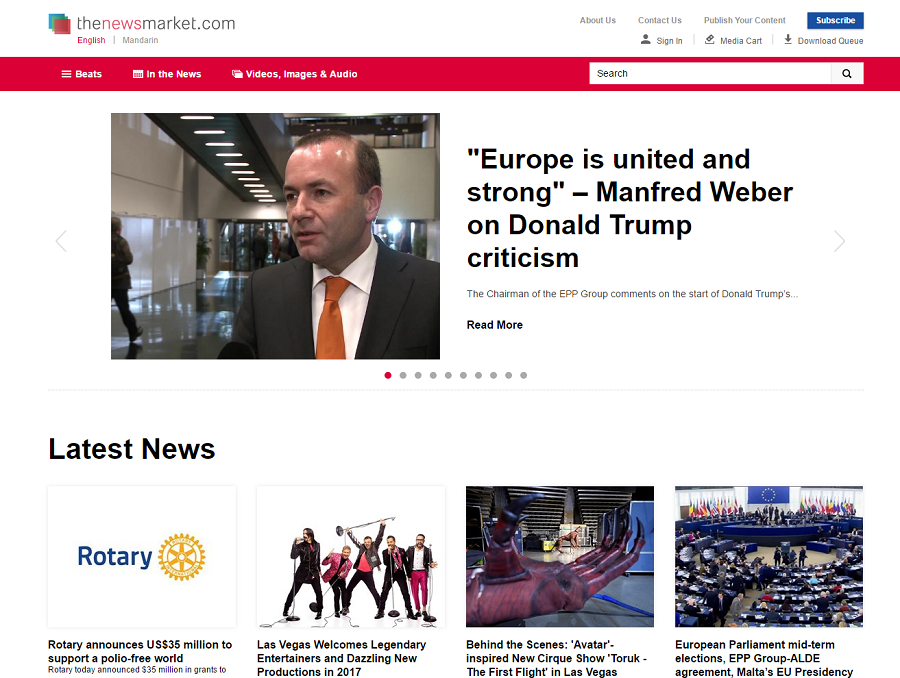 thenewsmarket.com
English | Mandarin
About Us Contact Us Publish Your Content Subscribe
Sign In | Media Cart | Download Queue
Beats In the News Videos, Images & Audio Search
"Europe is united and
strong" – Manfred Weber
on Donald Trump
criticism
The Chairman of the EPP Group comments on the start of Donald Trump's...
Read More
Latest News
Rotary
Rotary announces US$35 million to
support a polio-free world
Rotary today announced $35 million in grants to
Las Vegas Welcomes Legendary
Entertainers and Dazzling New
Productions in 2017
Behind the Scenes: 'Avatar'-
inspired New Cirque Show 'Toruk -
The First Flight' in Las Vegas
European Parliament mid-term
elections, EPP Group-ALDE
agreement, Malta's EU Presidency